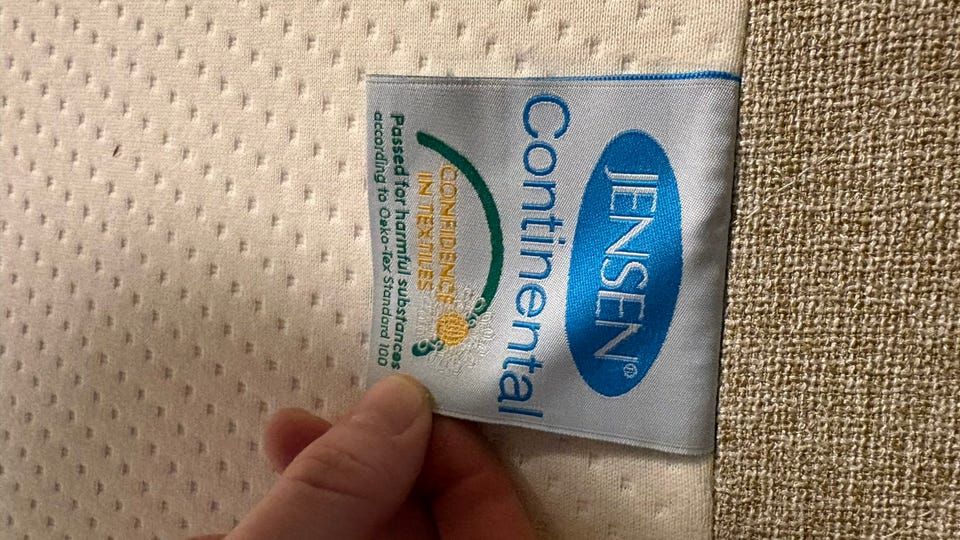 JENSEN®
Continental
CONFIDENCE
IN TEXTILES
Passed for harmful substances
according to Oeko-Tex Standard 100